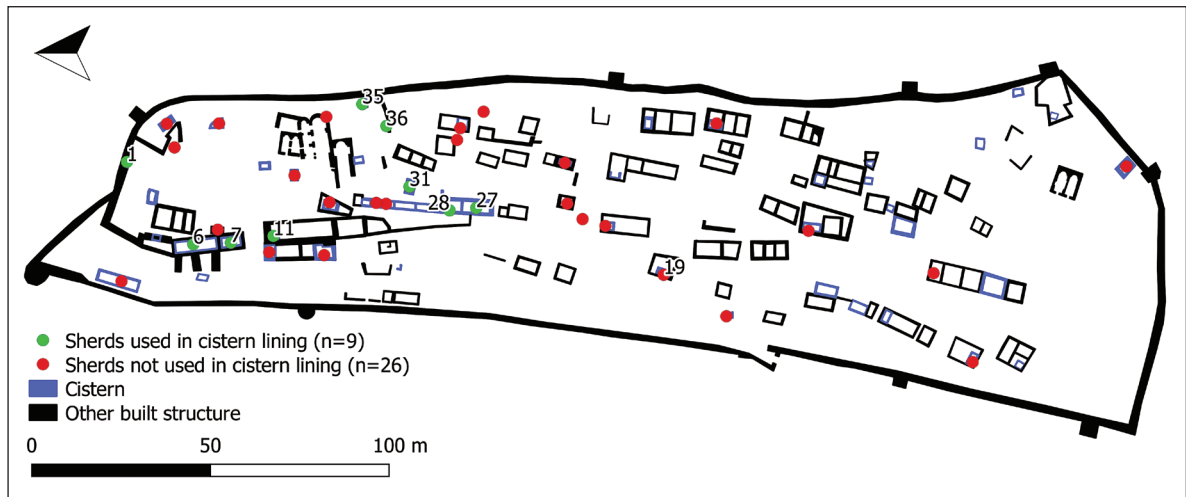 35
36
1
31
28
27
11
6
7
19
Sherds used in cistern lining (n=9)
Sherds not used in cistern lining (n=26)
Cistern
Other built structure
0 50 100 m